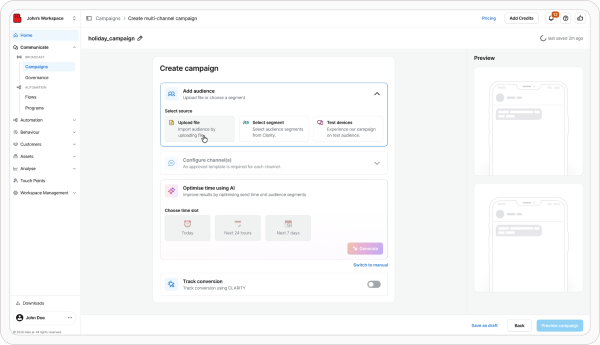 John's Workspace
Campaigns > Create multi-channel campaign
Pricing
Add Credits
Home
Communicate
BROADCAST
Campaigns
Governance
AUTOMATION
Flows
Programs
Automation
Behaviour
Customers
Assets
Analyse
Touch Points
Workspace Management
Downloads
John Doe
holiday_campaign
last saved 2m ago
Create campaign
Add audience
Upload file or choose a segment
Select source
Upload file
Import audience by
uploading file.
Select segment
Select audience segments
from Clarity.
Test devices
Experience our campaign
on test audience.
Configure channel(s)
An approved template is required for each channel.
Optimise time using AI
Improve results by optimising send time and audience segments
Choose time slot
Today
Next 24 hours
Next 7 days
Generate
Switch to manual
Track conversion
Track conversion using CLARITY
Preview
Save as draft
Back
Preview campaign